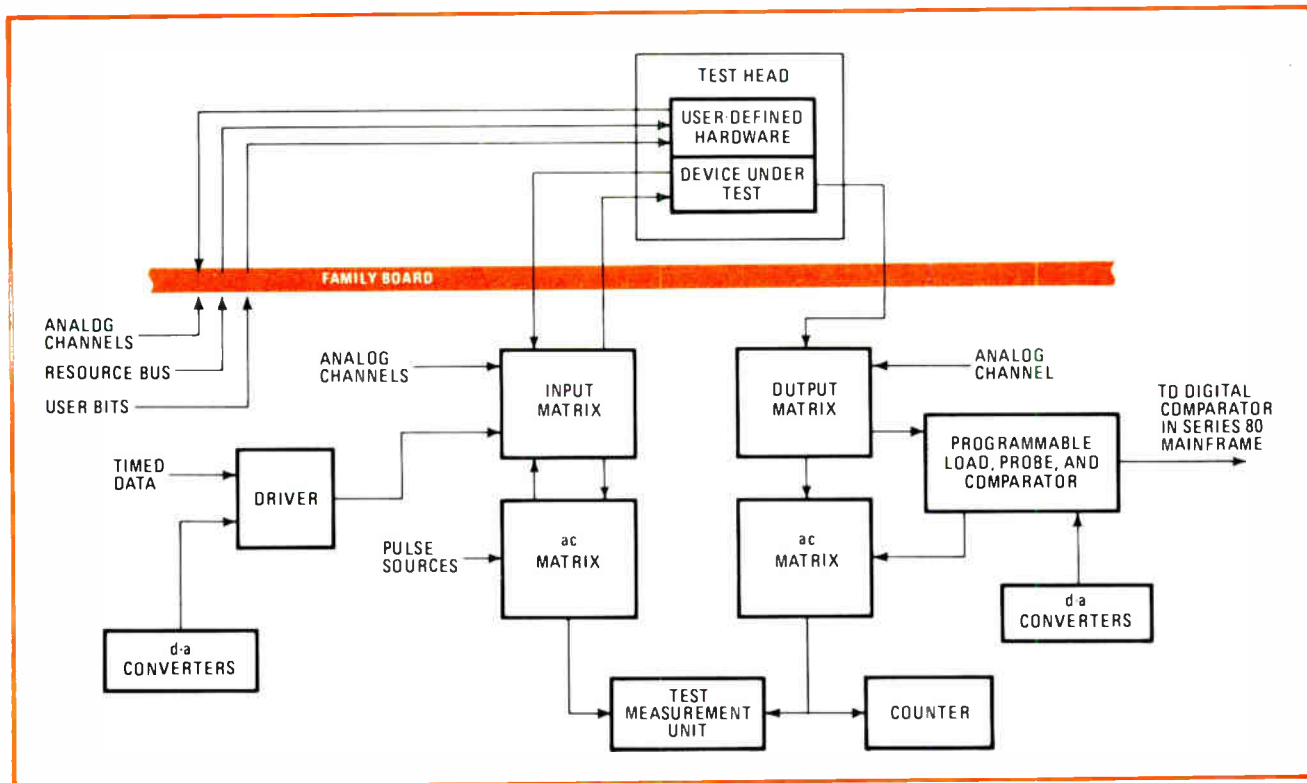 TEST HEAD
USER-DEFINED
HARDWARE
DEVICE UNDER
TEST
FAMILY BOARD
ANALOG
CHANNELS
RESOURCE BUS
USER BITS
ANALOG
CHANNELS
INPUT
MATRIX
OUTPUT
MATRIX
ANALOG
CHANNEL
TO DIGITAL
COMPARATOR
IN SERIES 80
MAINFRAME
PROGRAMMABLE
LOAD, PROBE, AND
COMPARATOR
TIMED
DATA
DRIVER
PULSE
SOURCES
ac
MATRIX
ac
MATRIX
d-a
CONVERTERS
d-a
CONVERTERS
TEST
MEASUREMENT
UNIT
COUNTER